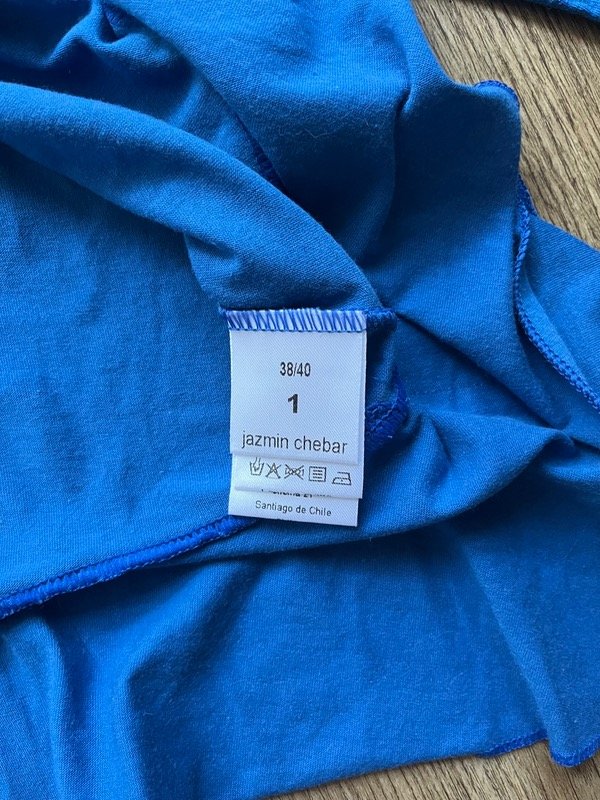 38/40
1
jazmin chebar
Santiago de Chile